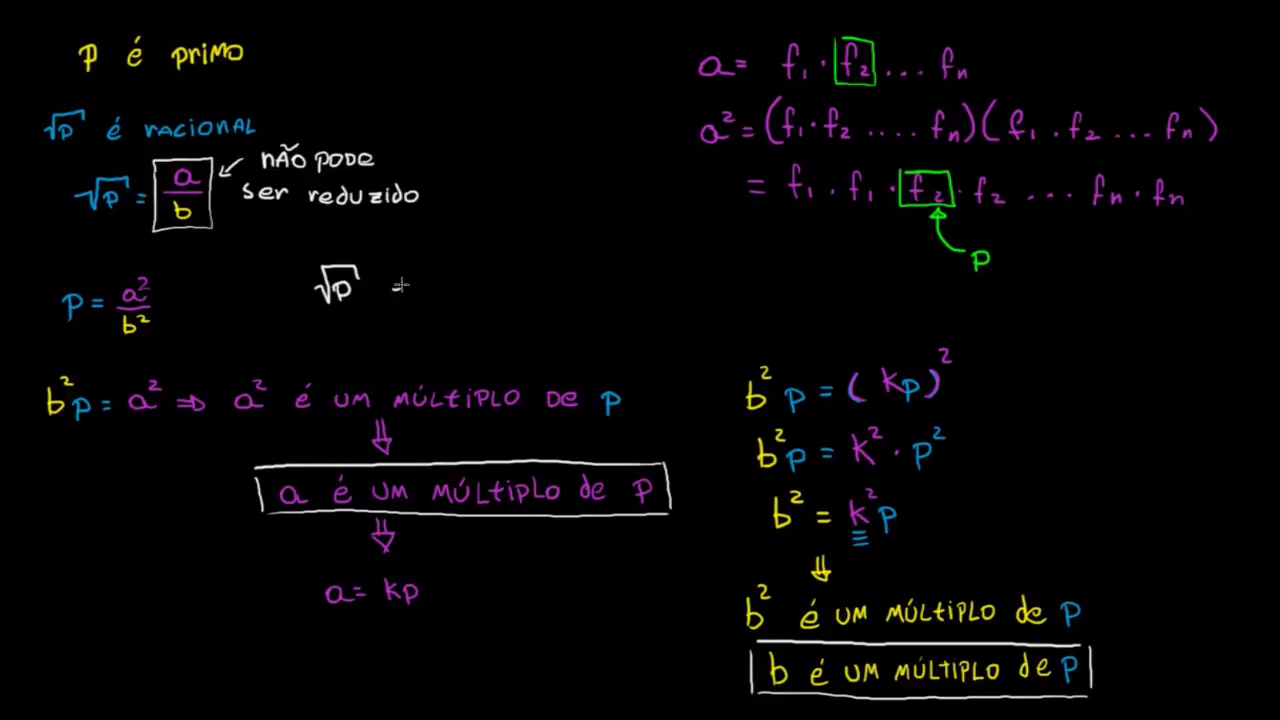 p é primo
√p é racional
√p = a/b ← não pode
ser reduzido
p = a²/b²
√p -
b²p = a² ⇒ a² é um múltiplo de p
⇓
a é um múltiplo de p
⇓
a = kp
a = f₁ · f₂ ... fₙ
a² = (f₁ · f₂ .... fₙ)(f₁ · f₂ ... fₙ)
= f₁ · f₁ · f₂ · f₂ ... fₙ · fₙ
p
b²p = (kp)²
b²p = k² · p²
b² = k²p
⇓
b² é um múltiplo de p
b é um múltiplo de p